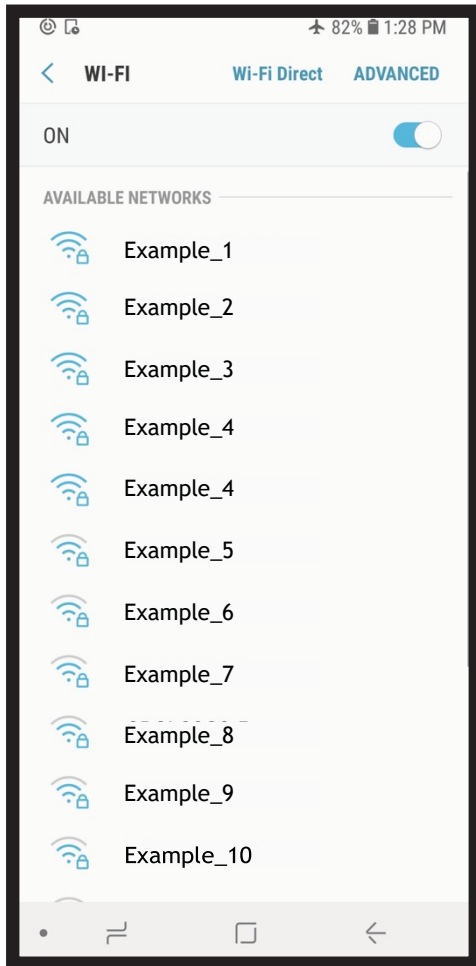 82% 1:28 PM
WI-FI Wi-Fi Direct ADVANCED
ON
AVAILABLE NETWORKS
Example_1
Example_2
Example_3
Example_4
Example_4
Example_5
Example_6
Example_7
Example_8
Example_9
Example_10